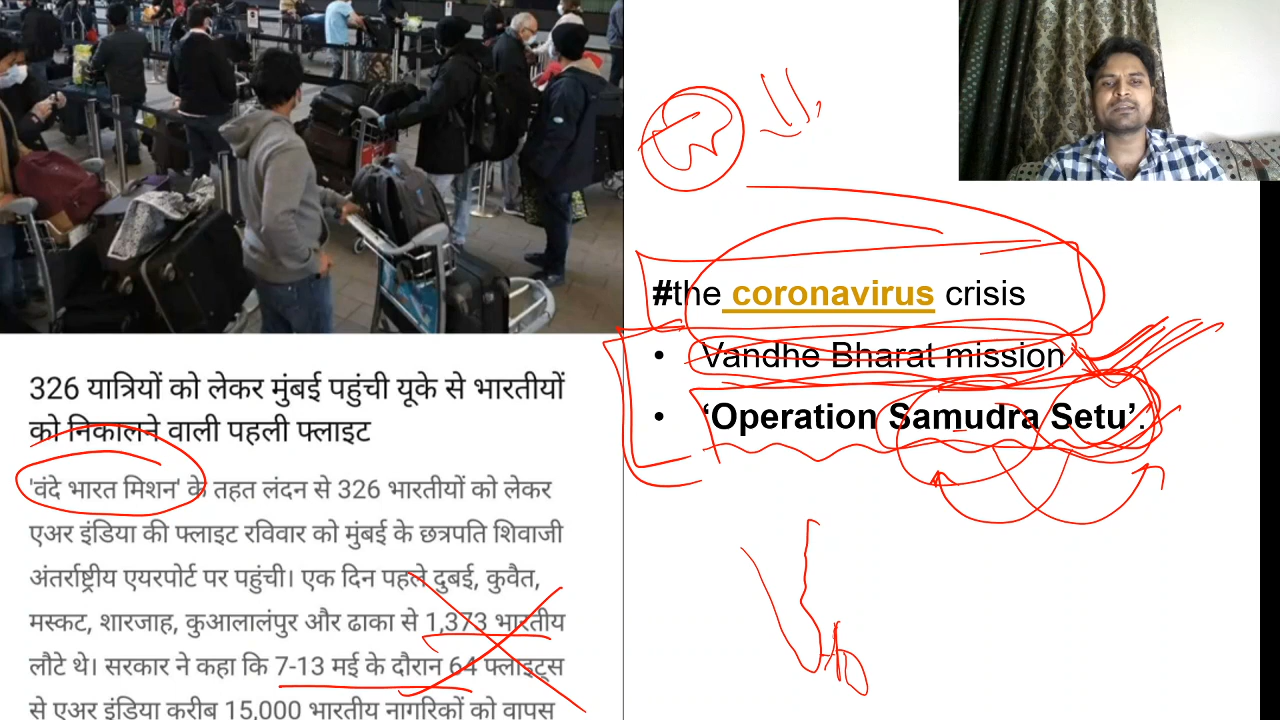 #the coronavirus crisis
• Vandhe Bharat mission
• ‘Operation Samudra Setu’.
326 यात्रियों को लेकर मुंबई पहुंची यूके से भारतीयों
को निकालने वाली पहली फ्लाइट
'वंदे भारत मिशन' के तहत लंदन से 326 भारतीयों को लेकर
एअर इंडिया की फ्लाइट रविवार को मुंबई के छत्रपति शिवाजी
अंतर्राष्ट्रीय एयरपोर्ट पर पहुंची। एक दिन पहले दुबई, कुवैत,
मस्कट, शारजाह, कुआलालंपुर और ढाका से 1,373 भारतीय
लौटे थे। सरकार ने कहा कि 7-13 मई के दौरान 64 फ्लाइट्स
से एअर इंडिया करीब 15,000 भारतीय नागरिकों को वापस